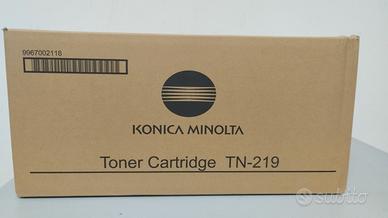 9967002118
KONICA MINOLTA
Toner Cartridge TN-219
subito